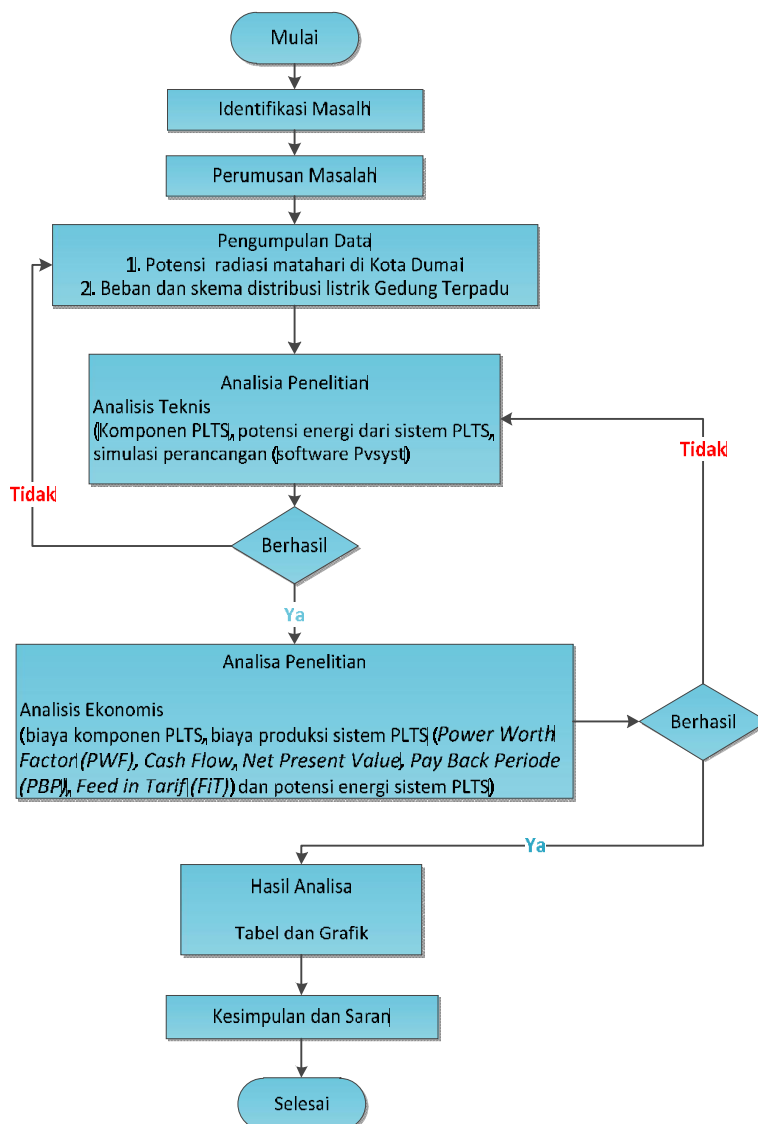 Mulai
Identifikasi Masalh
Perumusan Masalah
Pengumpulan Data
1. Potensi radiasi matahari di Kota Dumai
2. Beban dan skema distribusi listrik Gedung Terpadu
Analisia Penelitian
Analisis Teknis
(Komponen PLTS, potensi energi dari sistem PLTS,
simulasi perancangan (software Pvsyst)
Tidak
Tidak
Berhasil
Ya
Analisa Penelitian
Analisis Ekonomis
(biaya komponen PLTS, biaya produksi sistem PLTS (Power Worth
Factor (PWF), Cash Flow, Net Present Value, Pay Back Periode
(PBP), Feed in Tarif (FiT)) dan potensi energi sistem PLTS)
Berhasil
Ya
Hasil Analisa
Tabel dan Grafik
Kesimpulan dan Saran
Selesai